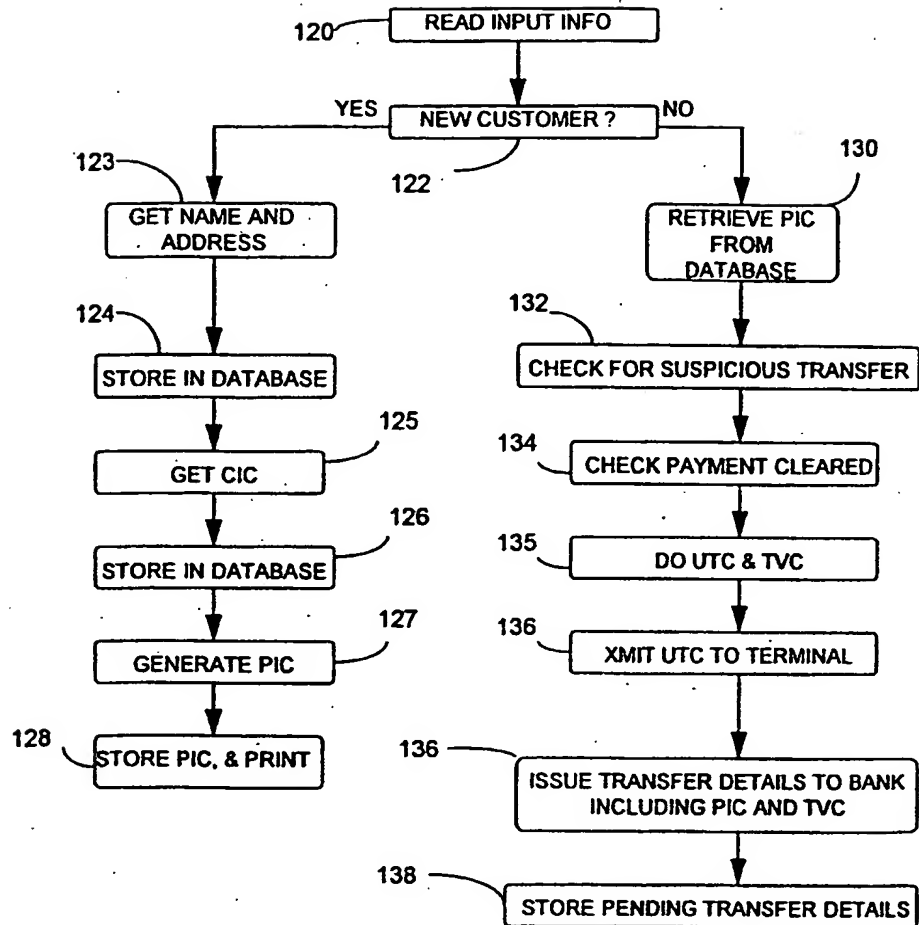 120
READ INPUT INFO
YES
NEW CUSTOMER ?
NO
122
123
GET NAME AND
ADDRESS
124
STORE IN DATABASE
125
GET CIC
126
STORE IN DATABASE
127
GENERATE PIC
128
STORE PIC, & PRINT
130
RETRIEVE PIC
FROM
DATABASE
132
CHECK FOR SUSPICIOUS TRANSFER
134
CHECK PAYMENT CLEARED
135
DO UTC & TVC
136
XMIT UTC TO TERMINAL
136
ISSUE TRANSFER DETAILS TO BANK
INCLUDING PIC AND TVC
138
STORE PENDING TRANSFER DETAILS